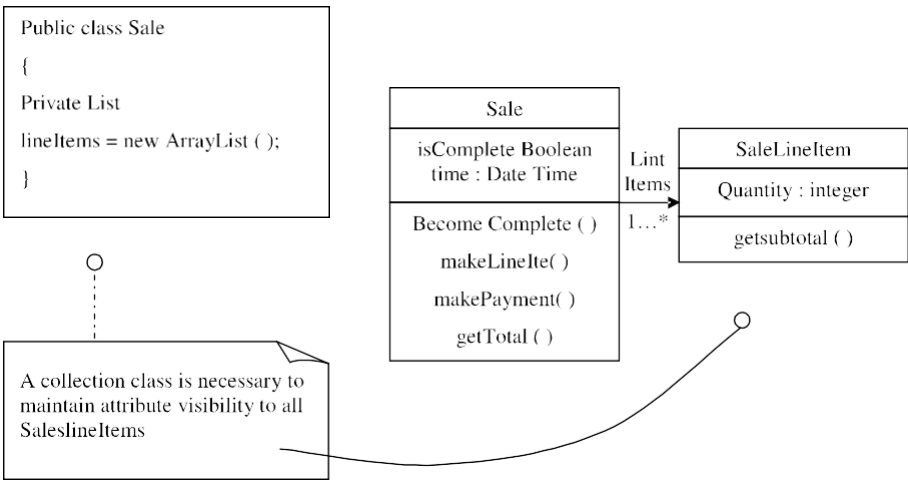 Public class Sale
{
Private List
lineItems = new ArrayList ( );
}
Sale
isComplete Boolean
time : Date Time
Become Complete ( )
makeLineIte( )
makePayment( )
getTotal ( )
Lint
Items
1...*
SaleLineItem
Quantity : integer
getsubtotal ( )
A collection class is necessary to
maintain attribute visibility to all
SaleslineItems